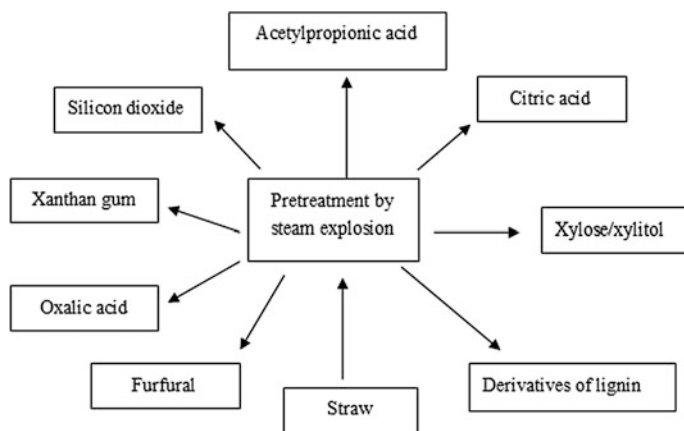 Acetylpropionic acid
Silicon dioxide
Citric acid
Xanthan gum
Pretreatment by
steam explosion
Xylose/xylitol
Oxalic acid
Furfural
Straw
Derivatives of lignin